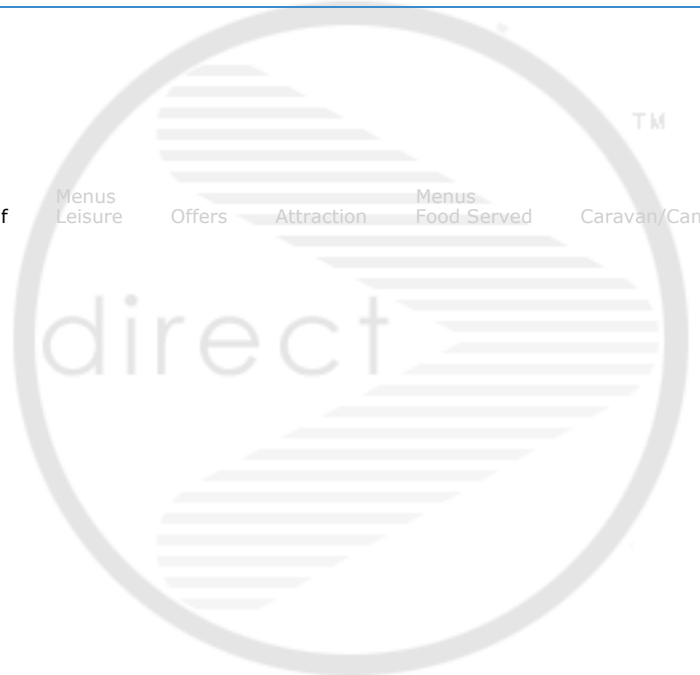 TM
Menus Menus
f Leisure Offers Attraction Food Served Caravan/Cam
direct